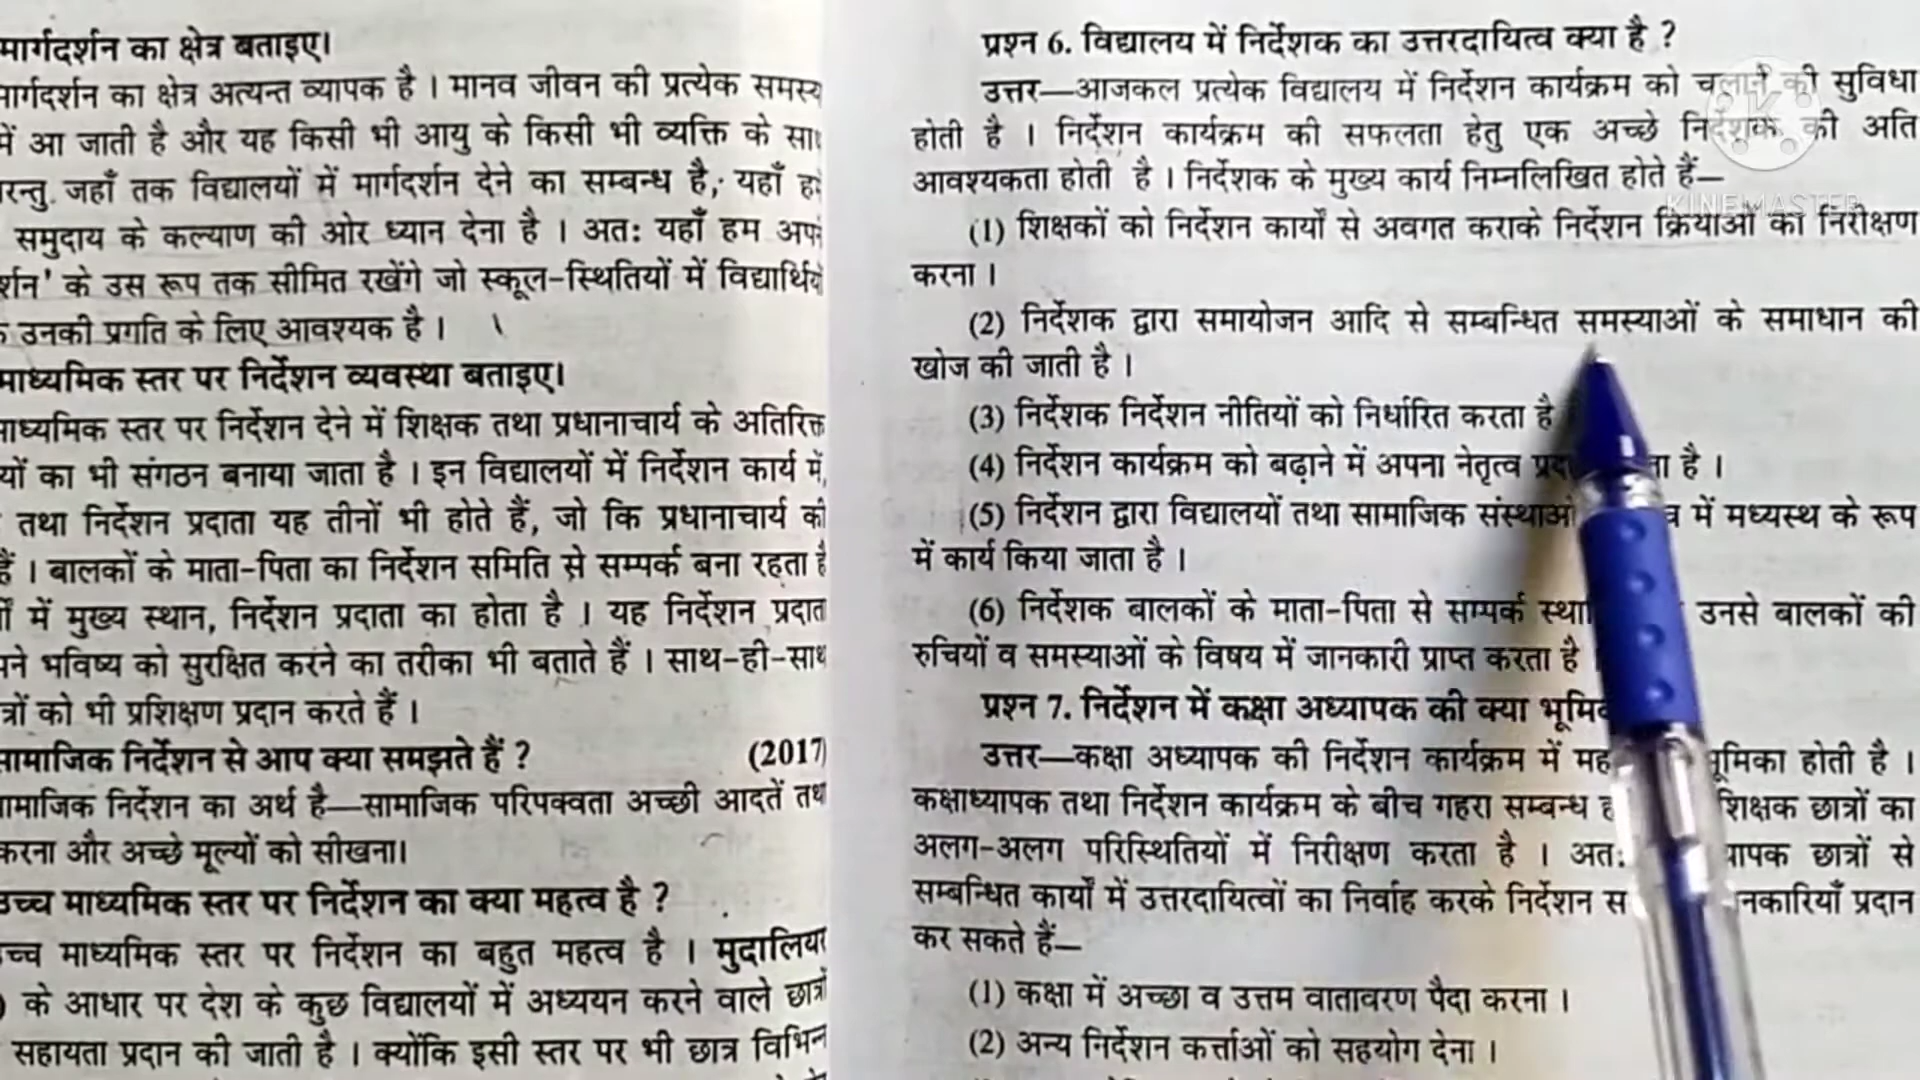 मार्गदर्शन का क्षेत्र बताइए।
मार्गदर्शन का क्षेत्र अत्यन्त व्यापक है । मानव जीवन की प्रत्येक
में आ जाती है और यह किसी भी आयु के किसी भी व्यक्ति के
जहाँ तक विद्यालयों में मार्गदर्शन देने का सम्बन्ध है, यहाँ
समुदाय के कल्याण की ओर ध्यान देना है । अतः यहाँ हम
के उस रूप तक सीमित रखेंगे जो स्कूल-स्थितियों में
उनकी प्रगति के लिए आवश्यक है ।
माध्यमिक स्तर पर निर्देशन व्यवस्था बताइए।
माध्यमिक स्तर पर निर्देशन देने में शिक्षक तथा प्रधानाचार्य के अतिरिक्त
का भी संगठन बनाया जाता है । इन विद्यालयों में निर्देशन कार्य में,
तथा निर्देशन प्रदाता यह तीनों भी होते हैं, जो कि प्रधानाचार्य की
हैं । बालकों के माता-पिता का निर्देशन समिति से सम्पर्क बना रहता है
में मुख्य स्थान, निर्देशन प्रदाता का होता है । यह निर्देशन
भविष्य को सुरक्षित करने का तरीका भी बताते हैं । साथ-ही-साथ
को भी प्रशिक्षण प्रदान करते हैं ।
सामाजिक निर्देशन से आप क्या समझते हैं ? (2017)
सामाजिक निर्देशन का अर्थ है—सामाजिक परिपक्वता अच्छी आदतें तथा
करना और अच्छे मूल्यों को सीखना।
उच्च माध्यमिक स्तर पर निर्देशन का क्या महत्व है ?
उच्च माध्यमिक स्तर पर निर्देशन का बहुत महत्व है । मुदालियर
) के आधार पर देश के कुछ विद्यालयों में अध्ययन करने वाले छात्रों
सहायता प्रदान की जाती है । क्योंकि इसी स्तर पर भी छात्र विभिन्न
प्रश्न 6. विद्यालय में निर्देशक का उत्तरदायित्व क्या है ?
उत्तर—आजकल प्रत्येक विद्यालय में निर्देशन कार्यक्रम को चलाने की सुविधा
होती है । निर्देशन कार्यक्रम की सफलता हेतु एक अच्छे निर्देशक की अति
आवश्यकता होती है । निर्देशक के मुख्य कार्य निम्नलिखित होते हैं—
KINEMASTER
(1) शिक्षकों को निर्देशन कार्यों से अवगत कराके निर्देशन क्रियाओं का निरीक्षण
करना ।
(2) निर्देशक द्वारा समायोजन आदि से सम्बन्धित समस्याओं के समाधान की
खोज की जाती है ।
(3) निर्देशक निर्देशन नीतियों को निर्धारित करता है
(4) निर्देशन कार्यक्रम को बढ़ाने में अपना नेतृत्व है ।
(5) निर्देशन द्वारा विद्यालयों तथा सामाजिक में मध्यस्थ के रूप
में कार्य किया जाता है ।
(6) निर्देशक बालकों के माता-पिता से सम्पर्क उनसे बालकों की
रुचियों व समस्याओं के विषय में जानकारी प्राप्त करता है
प्रश्न 7. निर्देशन में कक्षा अध्यापक की क्या
उत्तर—कक्षा अध्यापक की निर्देशन कार्यक्रम में भूमिका होती है ।
कक्षाध्यापक तथा निर्देशन कार्यक्रम के बीच गहरा सम्बन्ध शिक्षक छात्रों का
अलग-अलग परिस्थितियों में निरीक्षण करता है । अतः छात्रों से
सम्बन्धित कार्यों में उत्तरदायित्वों का निर्वाह करके निर्देशन प्रदान
कर सकते हैं—
(1) कक्षा में अच्छा व उत्तम वातावरण पैदा करना ।
(2) अन्य निर्देशन कर्त्ताओं को सहयोग देना ।